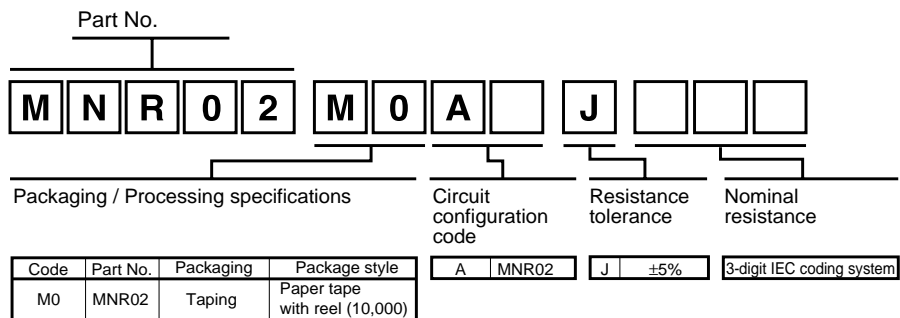 Part No.
M N R 0 2 M 0 A J
Packaging / Processing specifications
Circuit
configuration
code
Resistance
tolerance
Nominal
resistance
Code Part No. Packaging Package style
M0 MNR02 Taping Paper tape
with reel (10,000)
A MNR02
J ±5%
3-digit IEC coding system